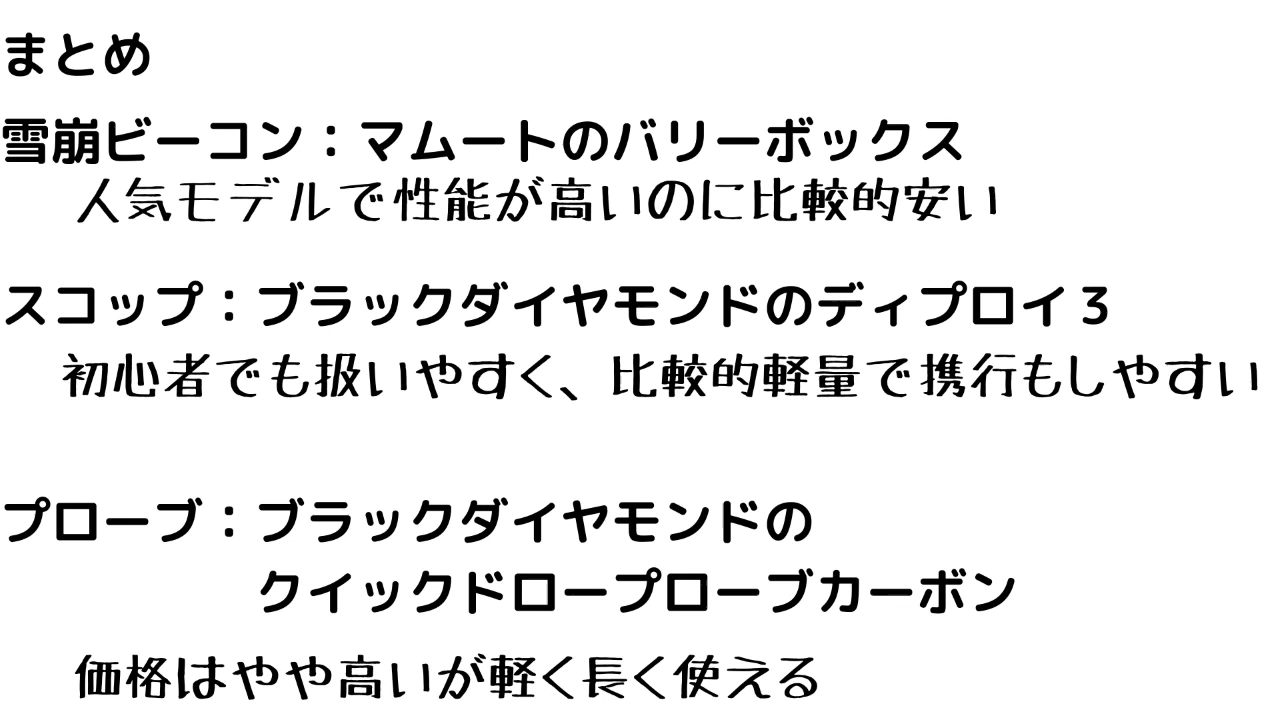 まとめ
雪崩ビーコン：マムートのバリーボックス
人気モデルで性能が高いのに比較的安い
スコップ：ブラックダイヤモンドのディプロイ３
初心者でも扱いやすく、比較的軽量で携行もしやすい
プローブ：ブラックダイヤモンドの
クイックドロープローブカーボン
価格はやや高いが軽く長く使える